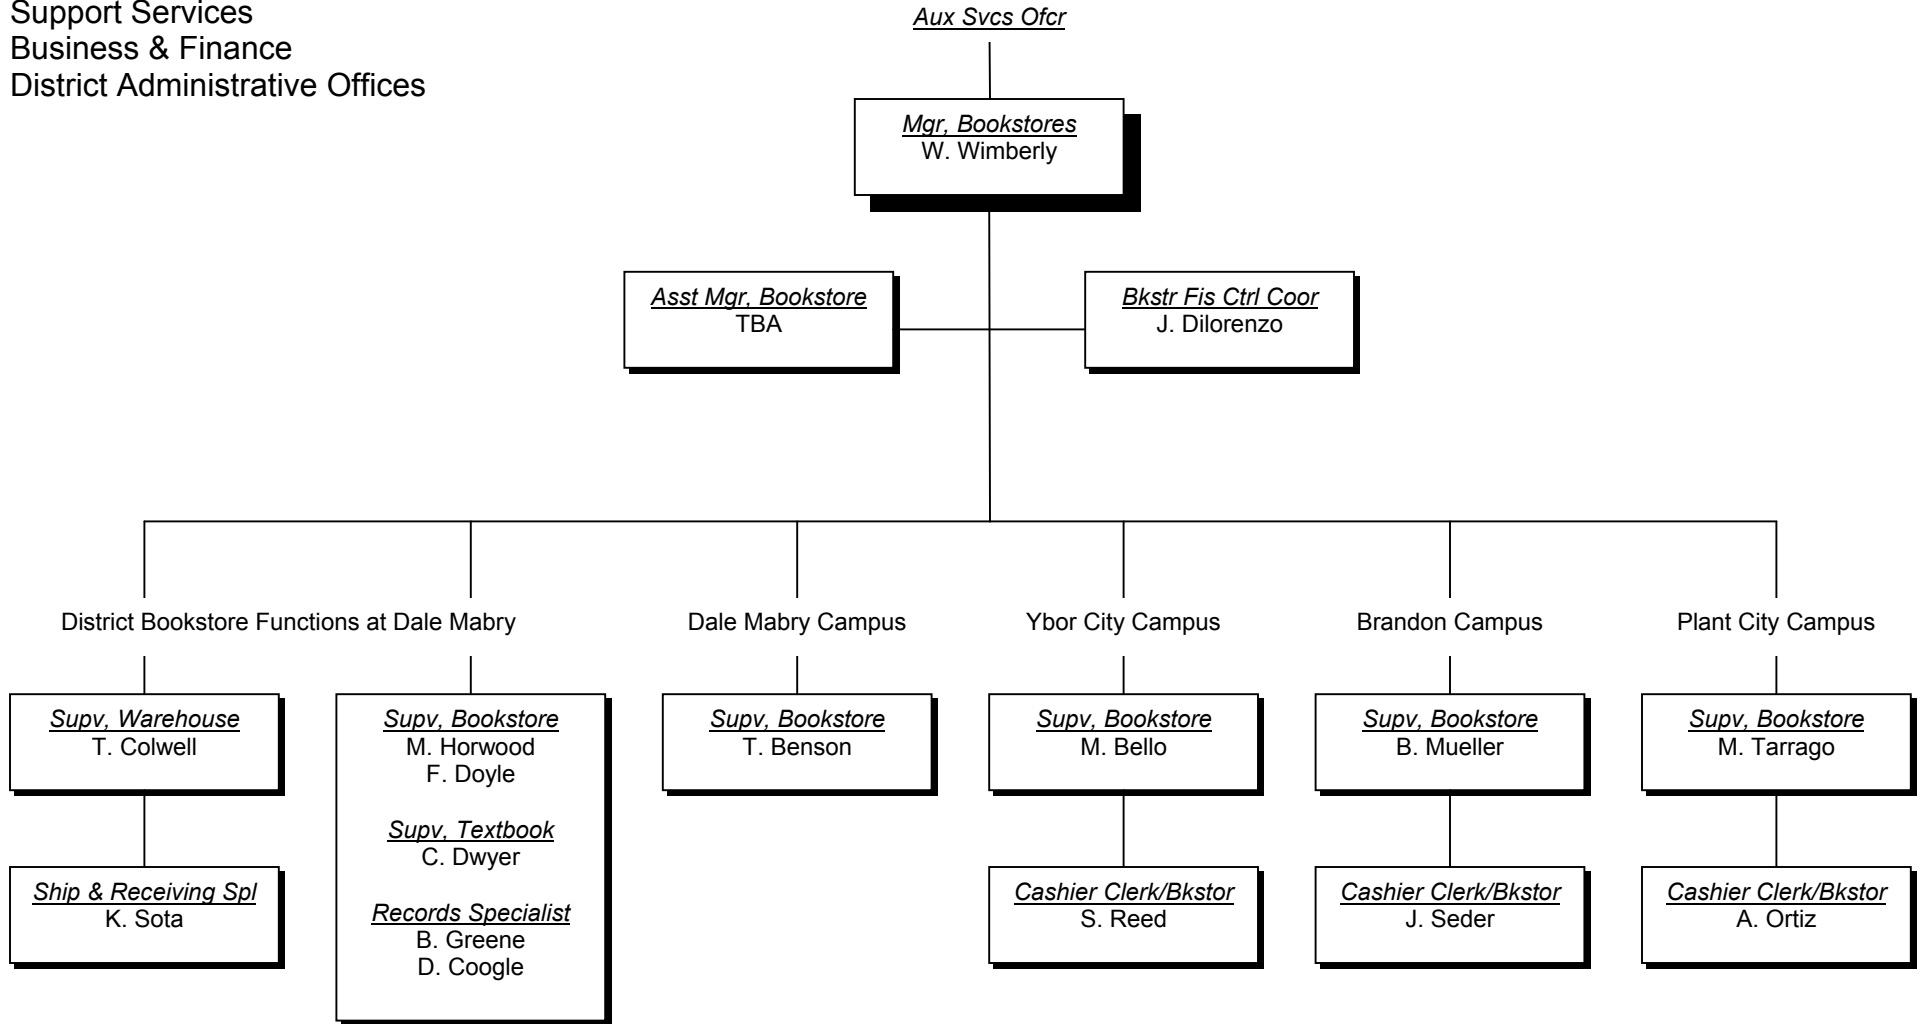 Support Services
Business & Finance
District Administrative Offices
Aux Svcs Ofcr
Mgr, Bookstores
W. Wimberly
Asst Mgr, Bookstore
TBA
Bkstr Fis Ctrl Coor
J. Dilorenzo
District Bookstore Functions at Dale Mabry
Dale Mabry Campus
Ybor City Campus
Brandon Campus
Plant City Campus
Supv, Warehouse
T. Colwell
Ship & Receiving Spl
K. Sota
Supv, Bookstore
M. Horwood
F. Doyle
Supv, Textbook
C. Dwyer
Records Specialist
B. Greene
D. Coogle
Supv, Bookstore
T. Benson
Supv, Bookstore
M. Bello
Cashier Clerk/Bkstor
S. Reed
Supv, Bookstore
B. Mueller
Cashier Clerk/Bkstor
J. Seder
Supv, Bookstore
M. Tarrago
Cashier Clerk/Bkstor
A. Ortiz